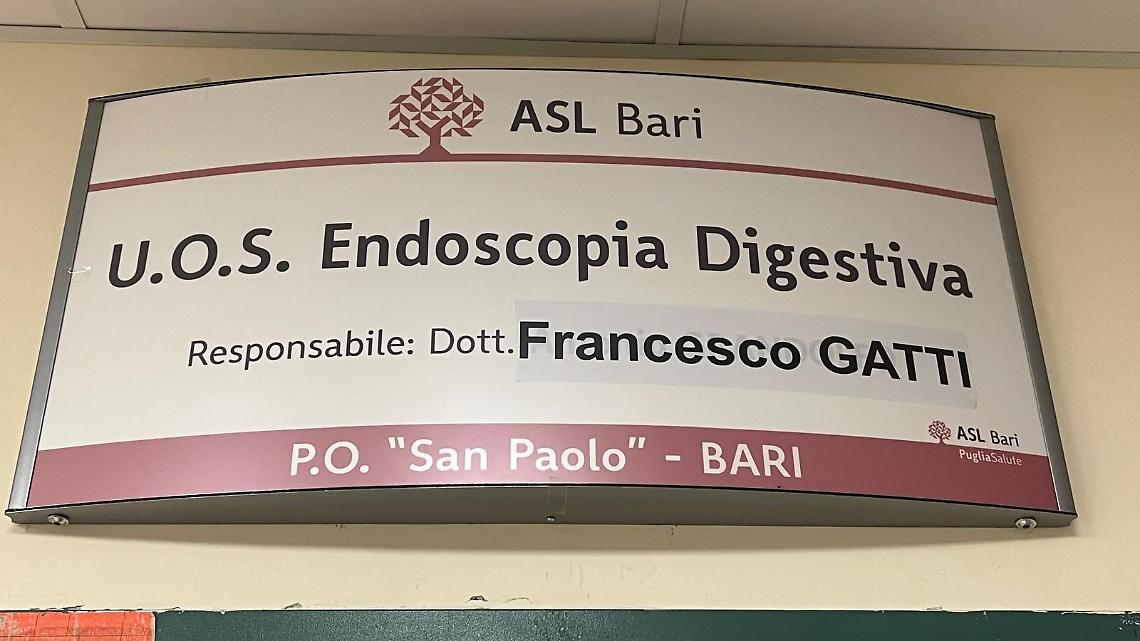 ASL Bari
U.O.S. Endoscopia Digestiva
Responsabile: Dott. Francesco GATTI
P.O. "San Paolo" - BARI
ASL Bari
PugliaSalute